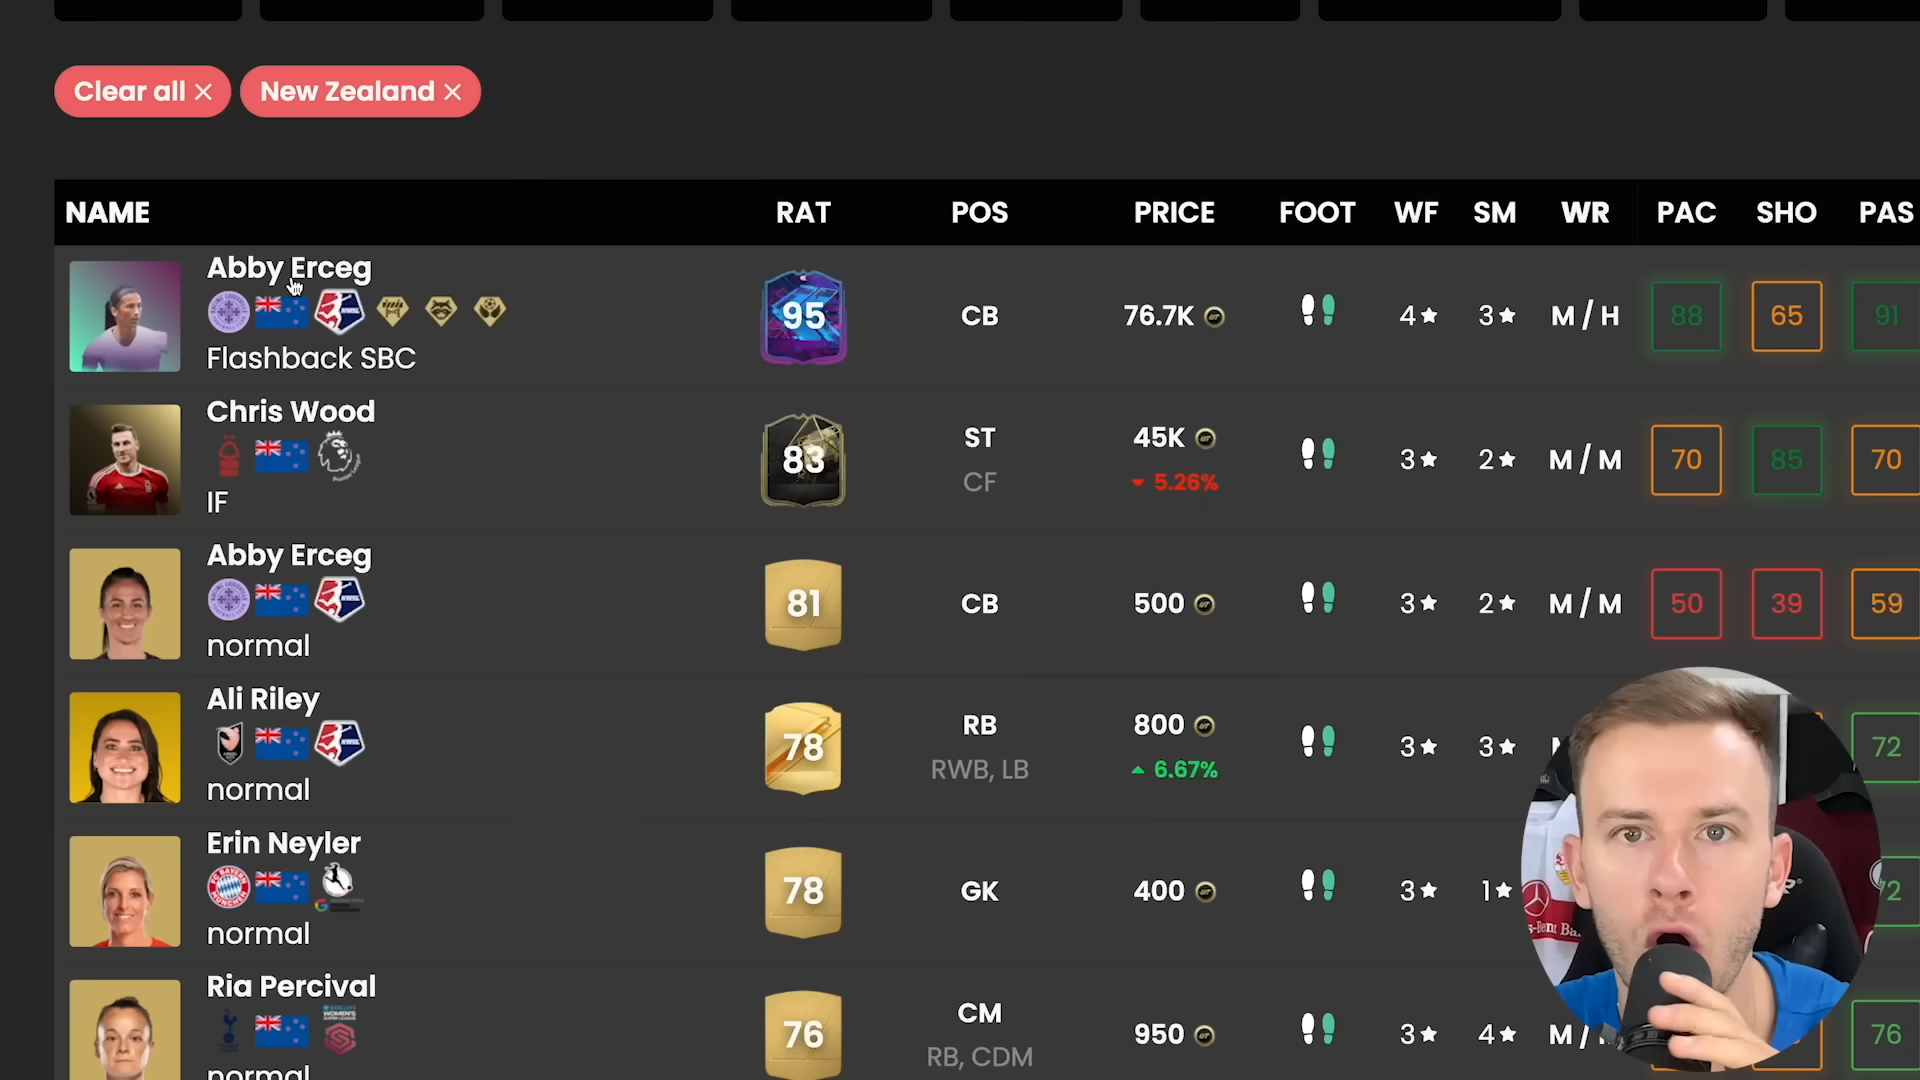 Clear all ×
New Zealand ×
NAME RAT POS PRICE FOOT WF SM WR PAC SHO PAS
Abby Erceg
Flashback SBC
95 CB 76.7K 4★ 3★ M / H 88 65 91
Chris Wood
IF
83 ST 45K 3★ 2★ M / M 70 85 70
CF 5.26%
Abby Erceg
normal
81 CB 500 3★ 2★ M / M 50 39 59
Ali Riley
normal
78 RB 800 3★ 3★ 72
RWB, LB 6.67%
Erin Neyler
normal
78 GK 400 3★ 1★
Ria Percival
normal
76 CM 950 3★ 4★ M / 76
RB, CDM